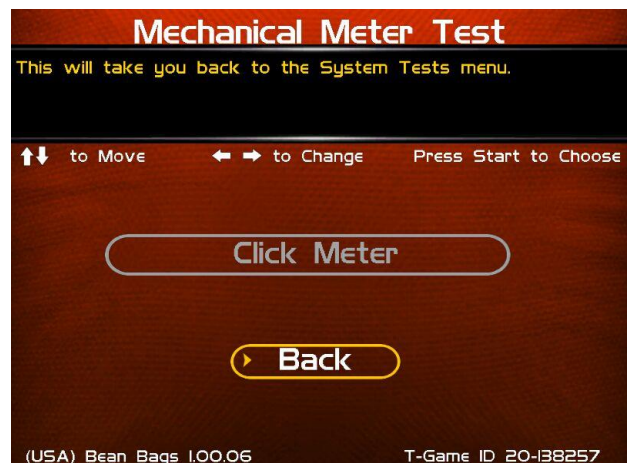 Mechanical Meter Test
This will take you back to the System Tests menu.
to Move to Change Press Start to Choose
Click Meter
Back
(USA) Bean Bags 1.00.06 T-Game ID 20-138257